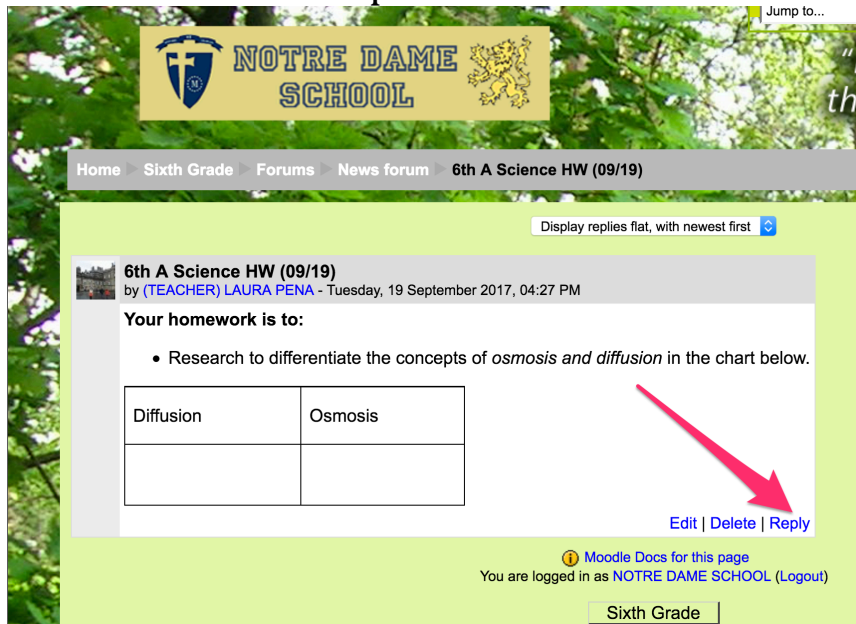 Jump to...
NOTRE DAME
SCHOOL
M
th
Home Sixth Grade Forums News forum 6th A Science HW (09/19)
Display replies flat, with newest first
6th A Science HW (09/19)
by (TEACHER) LAURA PENA - Tuesday, 19 September 2017, 04:27 PM
Your homework is to:
• Research to differentiate the concepts of osmosis and diffusion in the chart below.
Diffusion Osmosis
Edit | Delete | Reply
Moodle Docs for this page
You are logged in as NOTRE DAME SCHOOL (Logout)
Sixth Grade